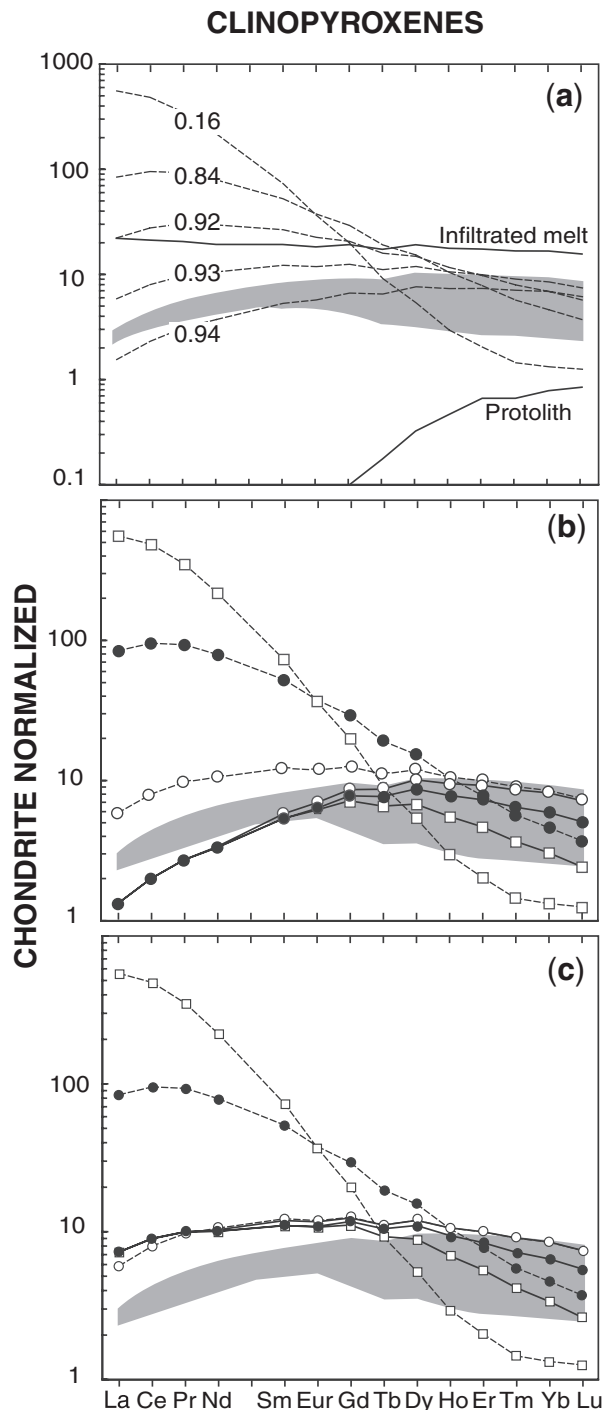 CLINOPYROXENES
CHONDRITE NORMALIZED
1000
100
10
1
0.1
(a)
0.16
0.84
0.92
0.93
0.94
Infiltrated melt
Protolith
(b)
100
10
1
(c)
100
10
1
La Ce Pr Nd Sm Eur Gd Tb Dy Ho Er Tm Yb Lu